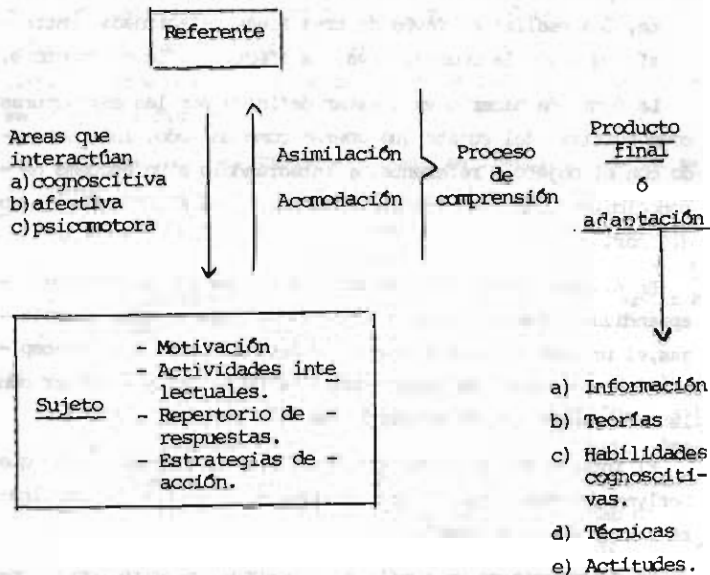 Referente
Areas que
interactúan
a)cognoscitiva
b)afectiva
c)psicomotora
Asimilación
Acomodación
Proceso
de
comprensión
Producto
final
ó
adaptación
Sujeto
- Motivación
- Actividades inte
lectuales.
- Repertorio de -
respuestas.
- Estrategias de -
acción.
a) Información
b) Teorías
c) Habilidades
cognosciti-
vas.
d) Técnicas
e) Actitudes.